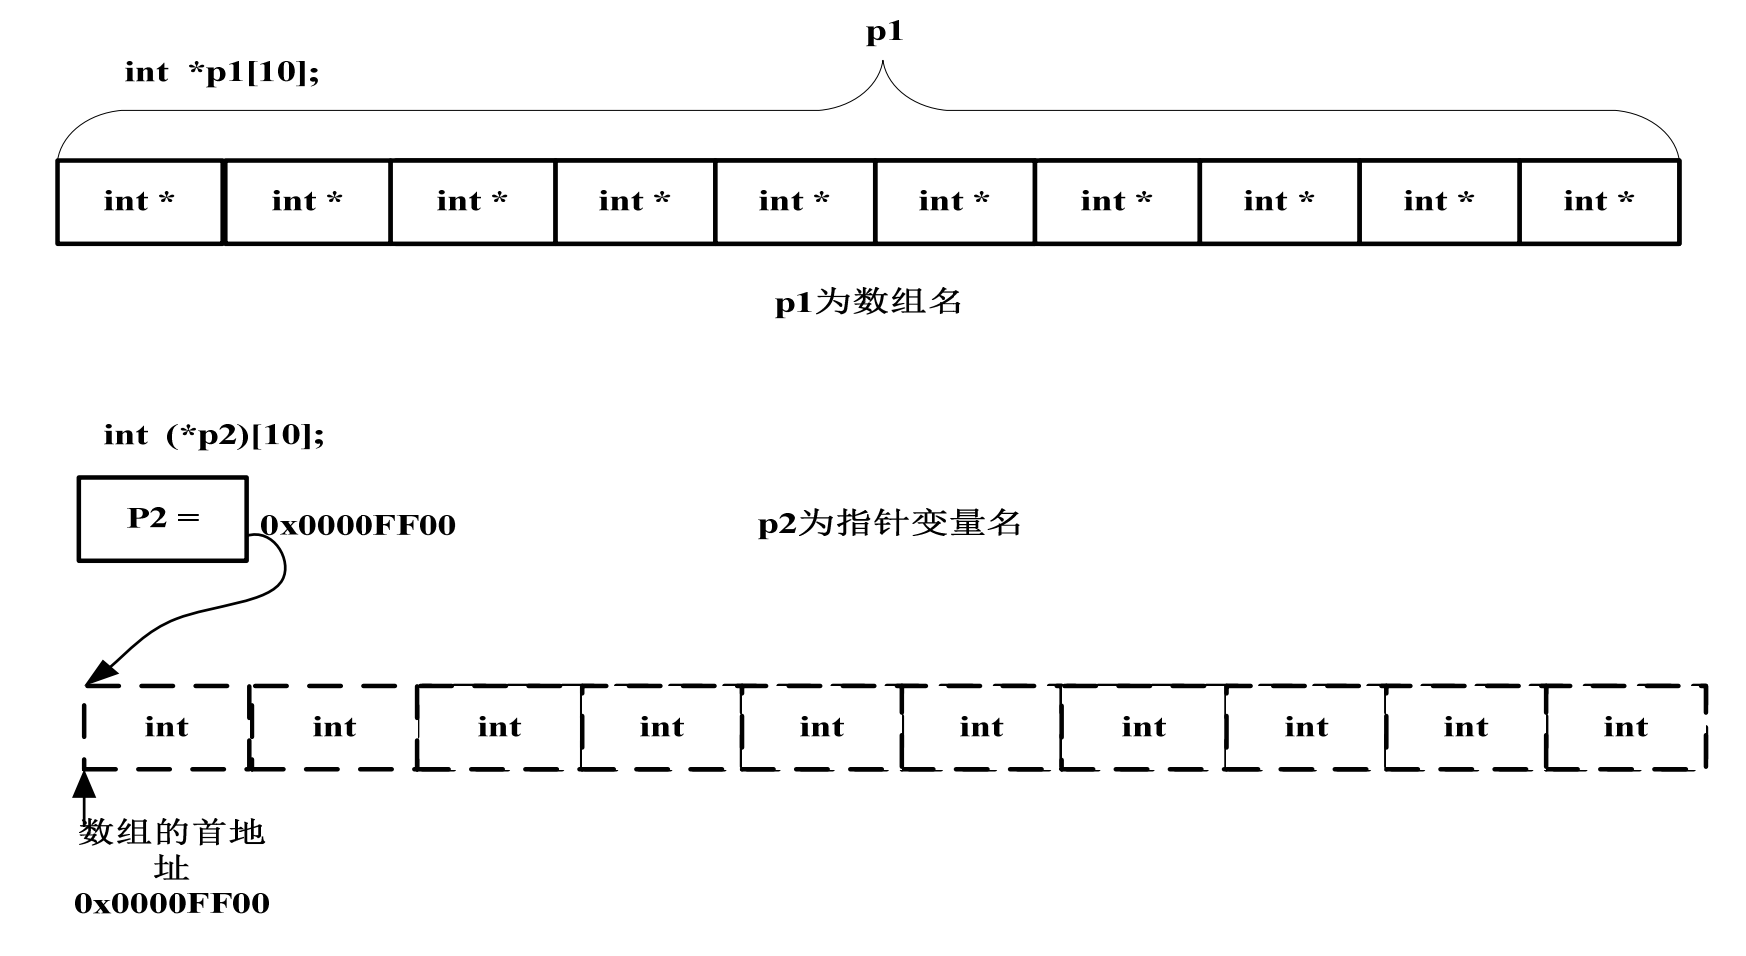 p1
int *p1[10];
int * int * int * int * int * int * int * int * int * int *
p1为数组名
int (*p2)[10];
P2 =
0x0000FF00
p2为指针变量名
int int int int int int int int int int
数组的首地
址
0x0000FF00